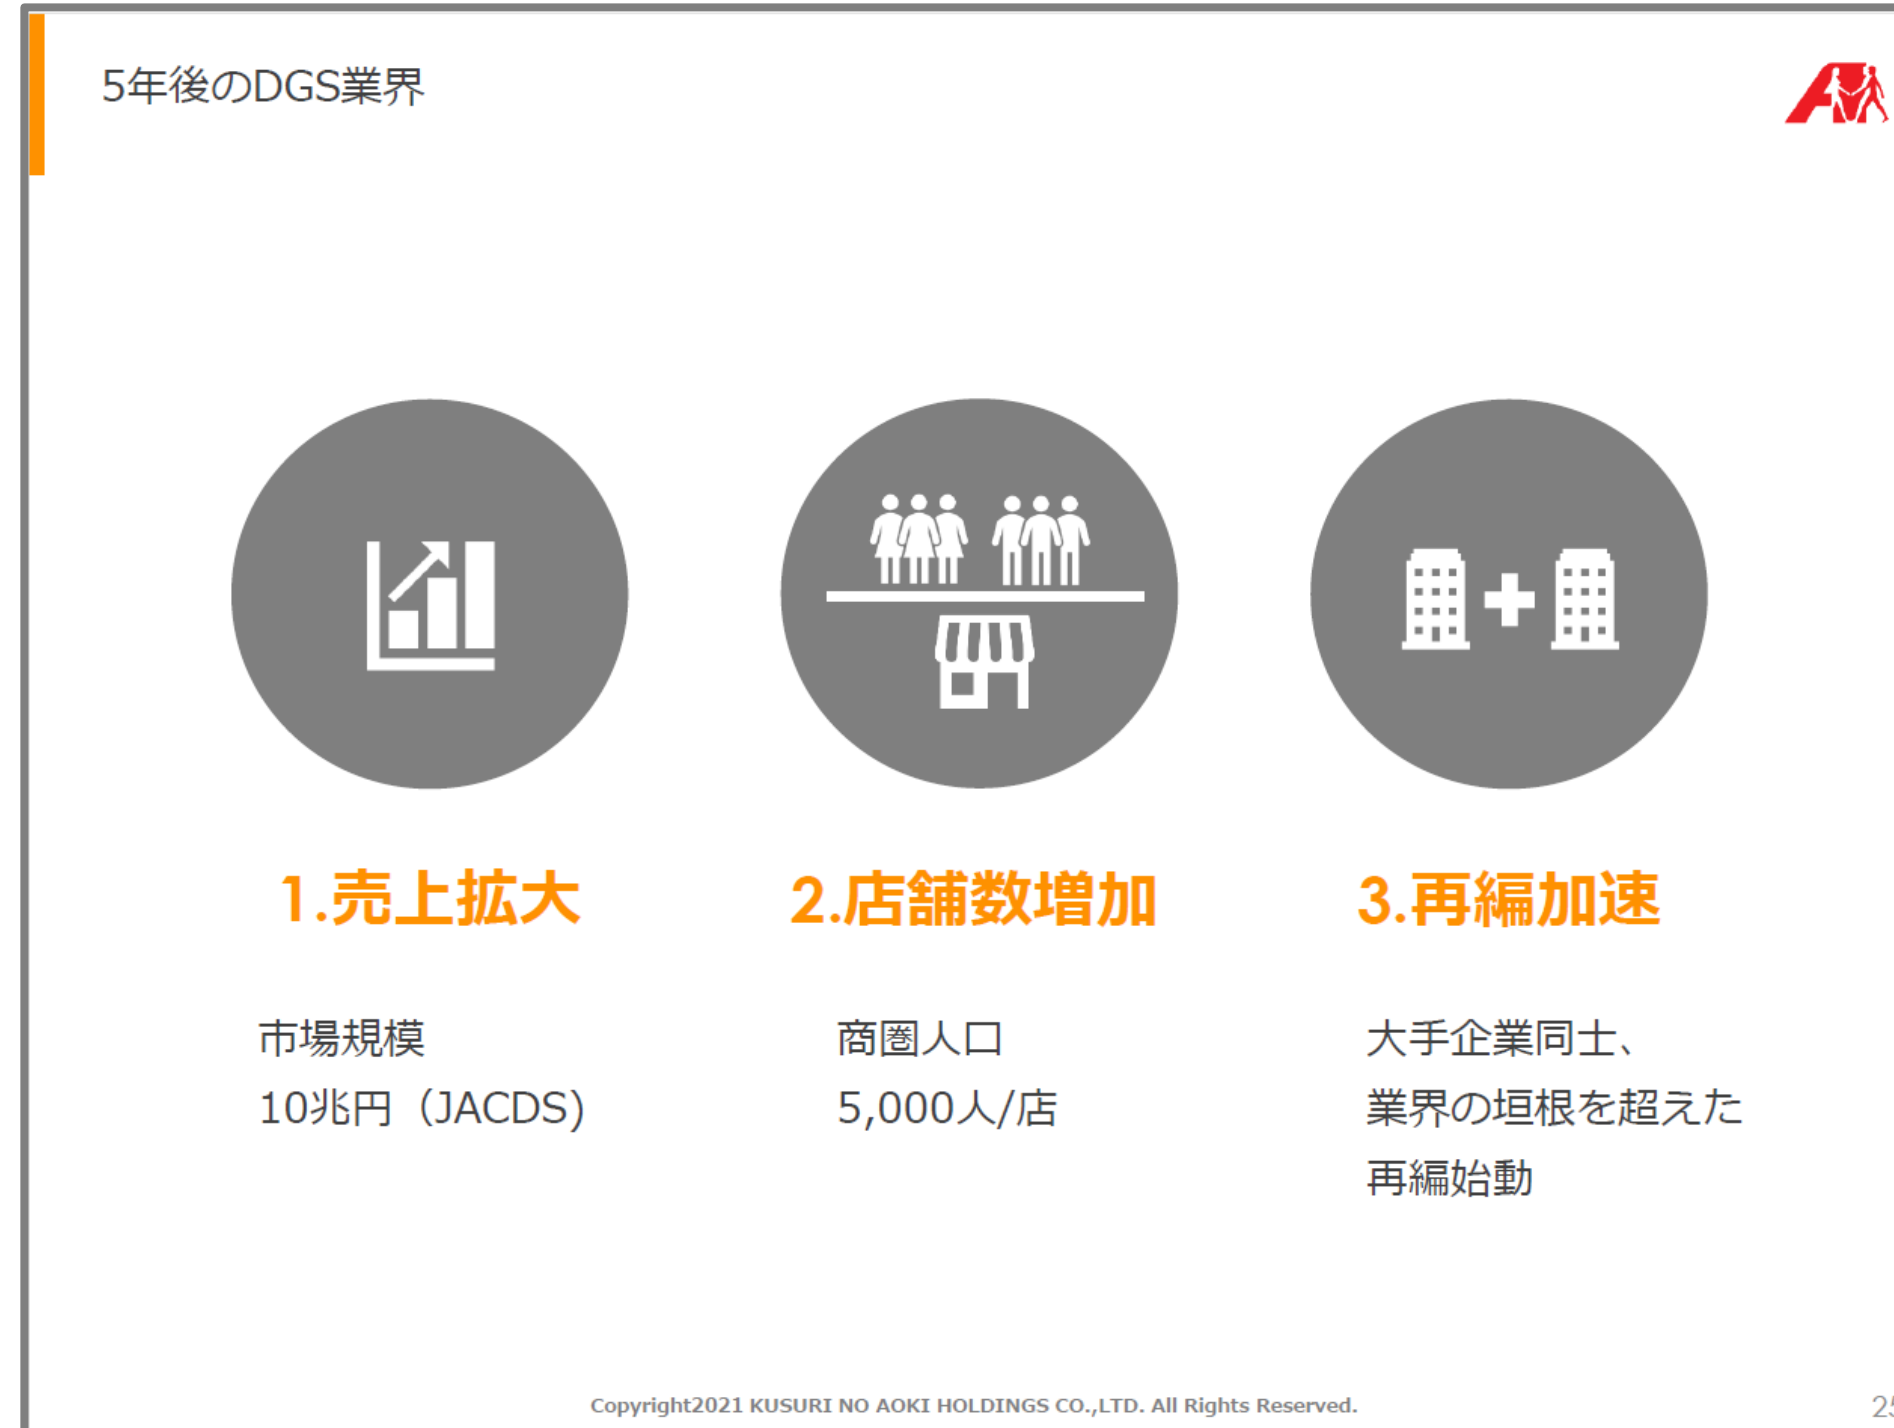 5年後のDGS業界
1.売上拡大
市場規模
10兆円（JACDS)
2.店舗数増加
商圏人口
5,000人/店
3.再編加速
大手企業同士、
業界の垣根を超えた
再編始動
Copyright2021 KUSURI NO AOKI HOLDINGS CO.,LTD. All Rights Reserved.
25